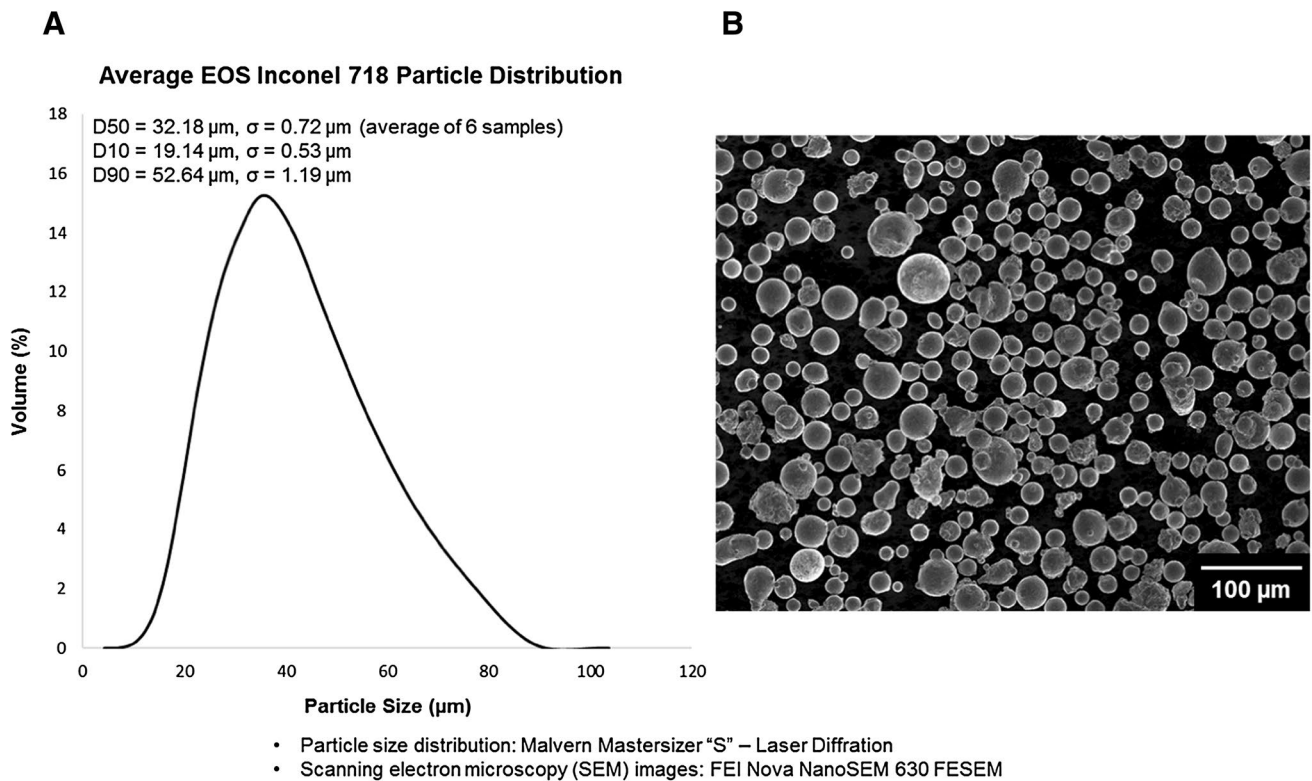 A
B
Average EOS Inconel 718 Particle Distribution
D50 = 32.18 µm, σ = 0.72 µm (average of 6 samples)
D10 = 19.14 µm, σ = 0.53 µm
D90 = 52.64 µm, σ = 1.19 µm
18
16
14
12
10
8
6
4
2
0
Volume (%)
0 20 40 60 80 100 120
Particle Size (µm)
100 µm
• Particle size distribution: Malvern Mastersizer “S” – Laser Diffration
• Scanning electron microscopy (SEM) images: FEI Nova NanoSEM 630 FESEM